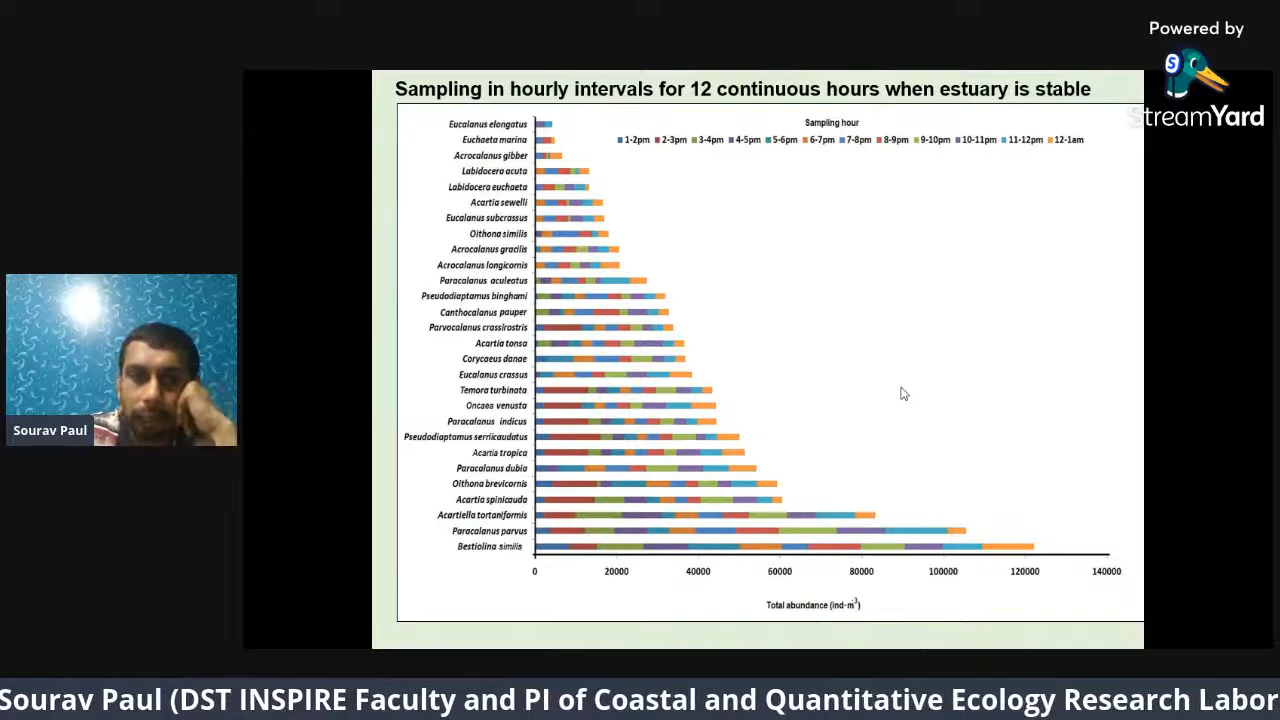 Powered by
StreamYard
Sampling in hourly intervals for 12 continuous hours when estuary is stable
Sampling hour
1-2pm 2-3pm 3-4pm 4-5pm 5-6pm 6-7pm 7-8pm 8-9pm 9-10pm 10-11pm 11-12pm 12-1am
Eucalanus elongatus
Euchaeta marina
Acrocalanus gibber
Labidocera acuta
Labidocera euchaeta
Acartia sewelli
Eucalanus subcrassus
Oithona similis
Acrocalanus gracilis
Acrocalanus longicornis
Paracalanus aculeatus
Pseudodiaptamus binghami
Canthocalanus pauper
Parvocalanus crassirostris
Acartia tonsa
Corycaeus danae
Eucalanus crassus
Temora turbinata
Oncaea venusta
Paracalanus indicus
Pseudodiaptamus serriicaudatus
Acartia tropica
Paracalanus dubia
Oithona brevicornis
Acartia spinicauda
Acartiella tortaniformis
Paracalanus parvus
Bestiolina similis
0 20000 40000 60000 80000 100000 120000 140000
Total abundance (ind·m³)
Sourav Paul
Sourav Paul (DST INSPIRE Faculty and PI of Coastal and Quantitative Ecology Research Labor